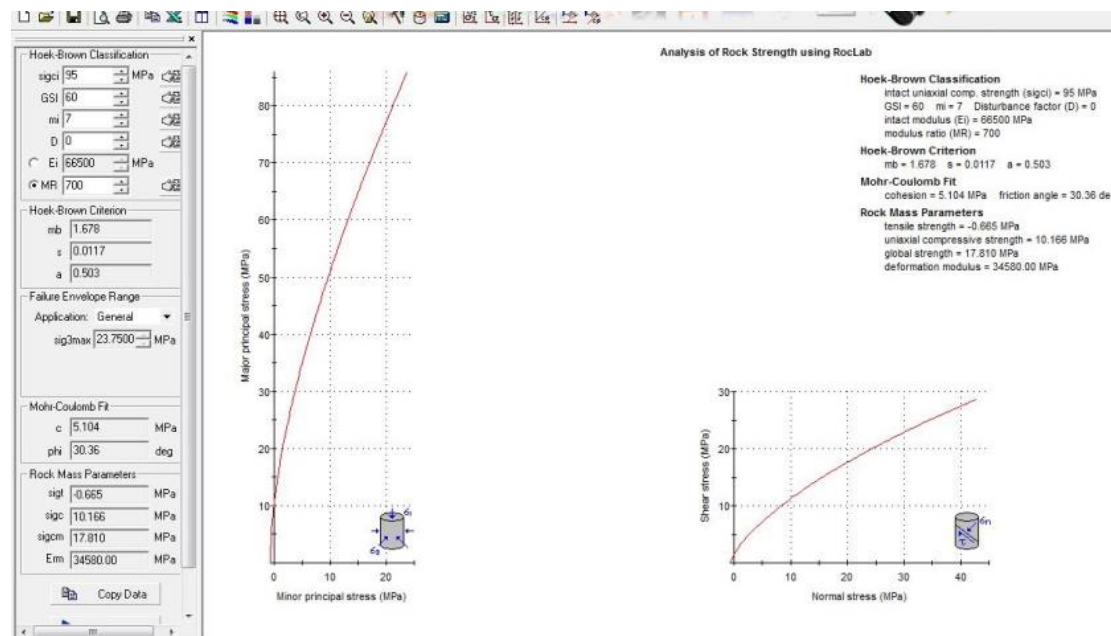 Hoek-Brown Classification
sigci 95 MPa
GSI 60
mi 7
D 0
Ei 66500 MPa
MR 700
Hoek-Brown Criterion
mb 1.678
s 0.0117
a 0.503
Failure Envelope Range
Application: General
sig3max 23.7500 MPa
Mohr-Coulomb Fit
c 5.104 MPa
phi 30.36 deg
Rock Mass Parameters
sigt -0.665 MPa
sigc 10.166 MPa
sigcm 17.810 MPa
Erm 34580.00 MPa
Copy Data
Analysis of Rock Strength using RocLab
Hoek-Brown Classification
intact uniaxial comp. strength (sigci) = 95 MPa
GSI = 60 mi = 7 Disturbance factor (D) = 0
intact modulus (Ei) = 66500 MPa
modulus ratio (MR) = 700
Hoek-Brown Criterion
mb = 1.678 s = 0.0117 a = 0.503
Mohr-Coulomb Fit
cohesion = 5.104 MPa friction angle = 30.36 de
Rock Mass Parameters
tensile strength = -0.665 MPa
uniaxial compressive strength = 10.166 MPa
global strength = 17.810 MPa
deformation modulus = 34580.00 MPa
Major principal stress (MPa)
80
70
60
50
40
30
20
10
0 10 20
Minor principal stress (MPa)
σ1
σ3
Shear stress (MPa)
30
20
10
0 10 20 30 40
Normal stress (MPa)
σn
τ